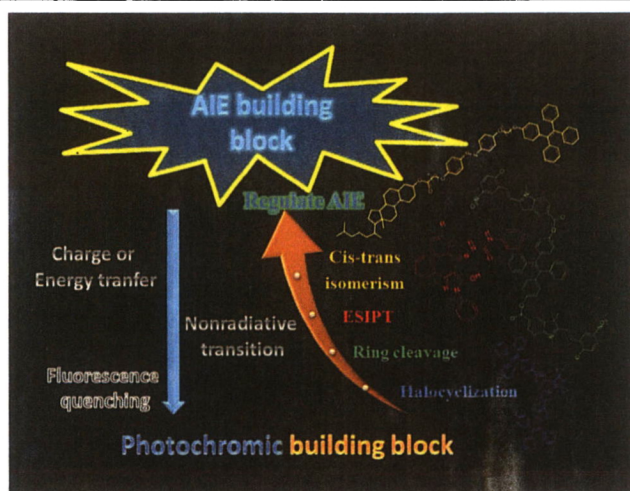 AIE building
block
Regulate AIE
Charge or
Energy tranfer
Nonradiative
transition
Fluorescence
quenching
Cis-trans
isomerism
ESIPT
Ring cleavage
Halocyclization
Photochromic building block